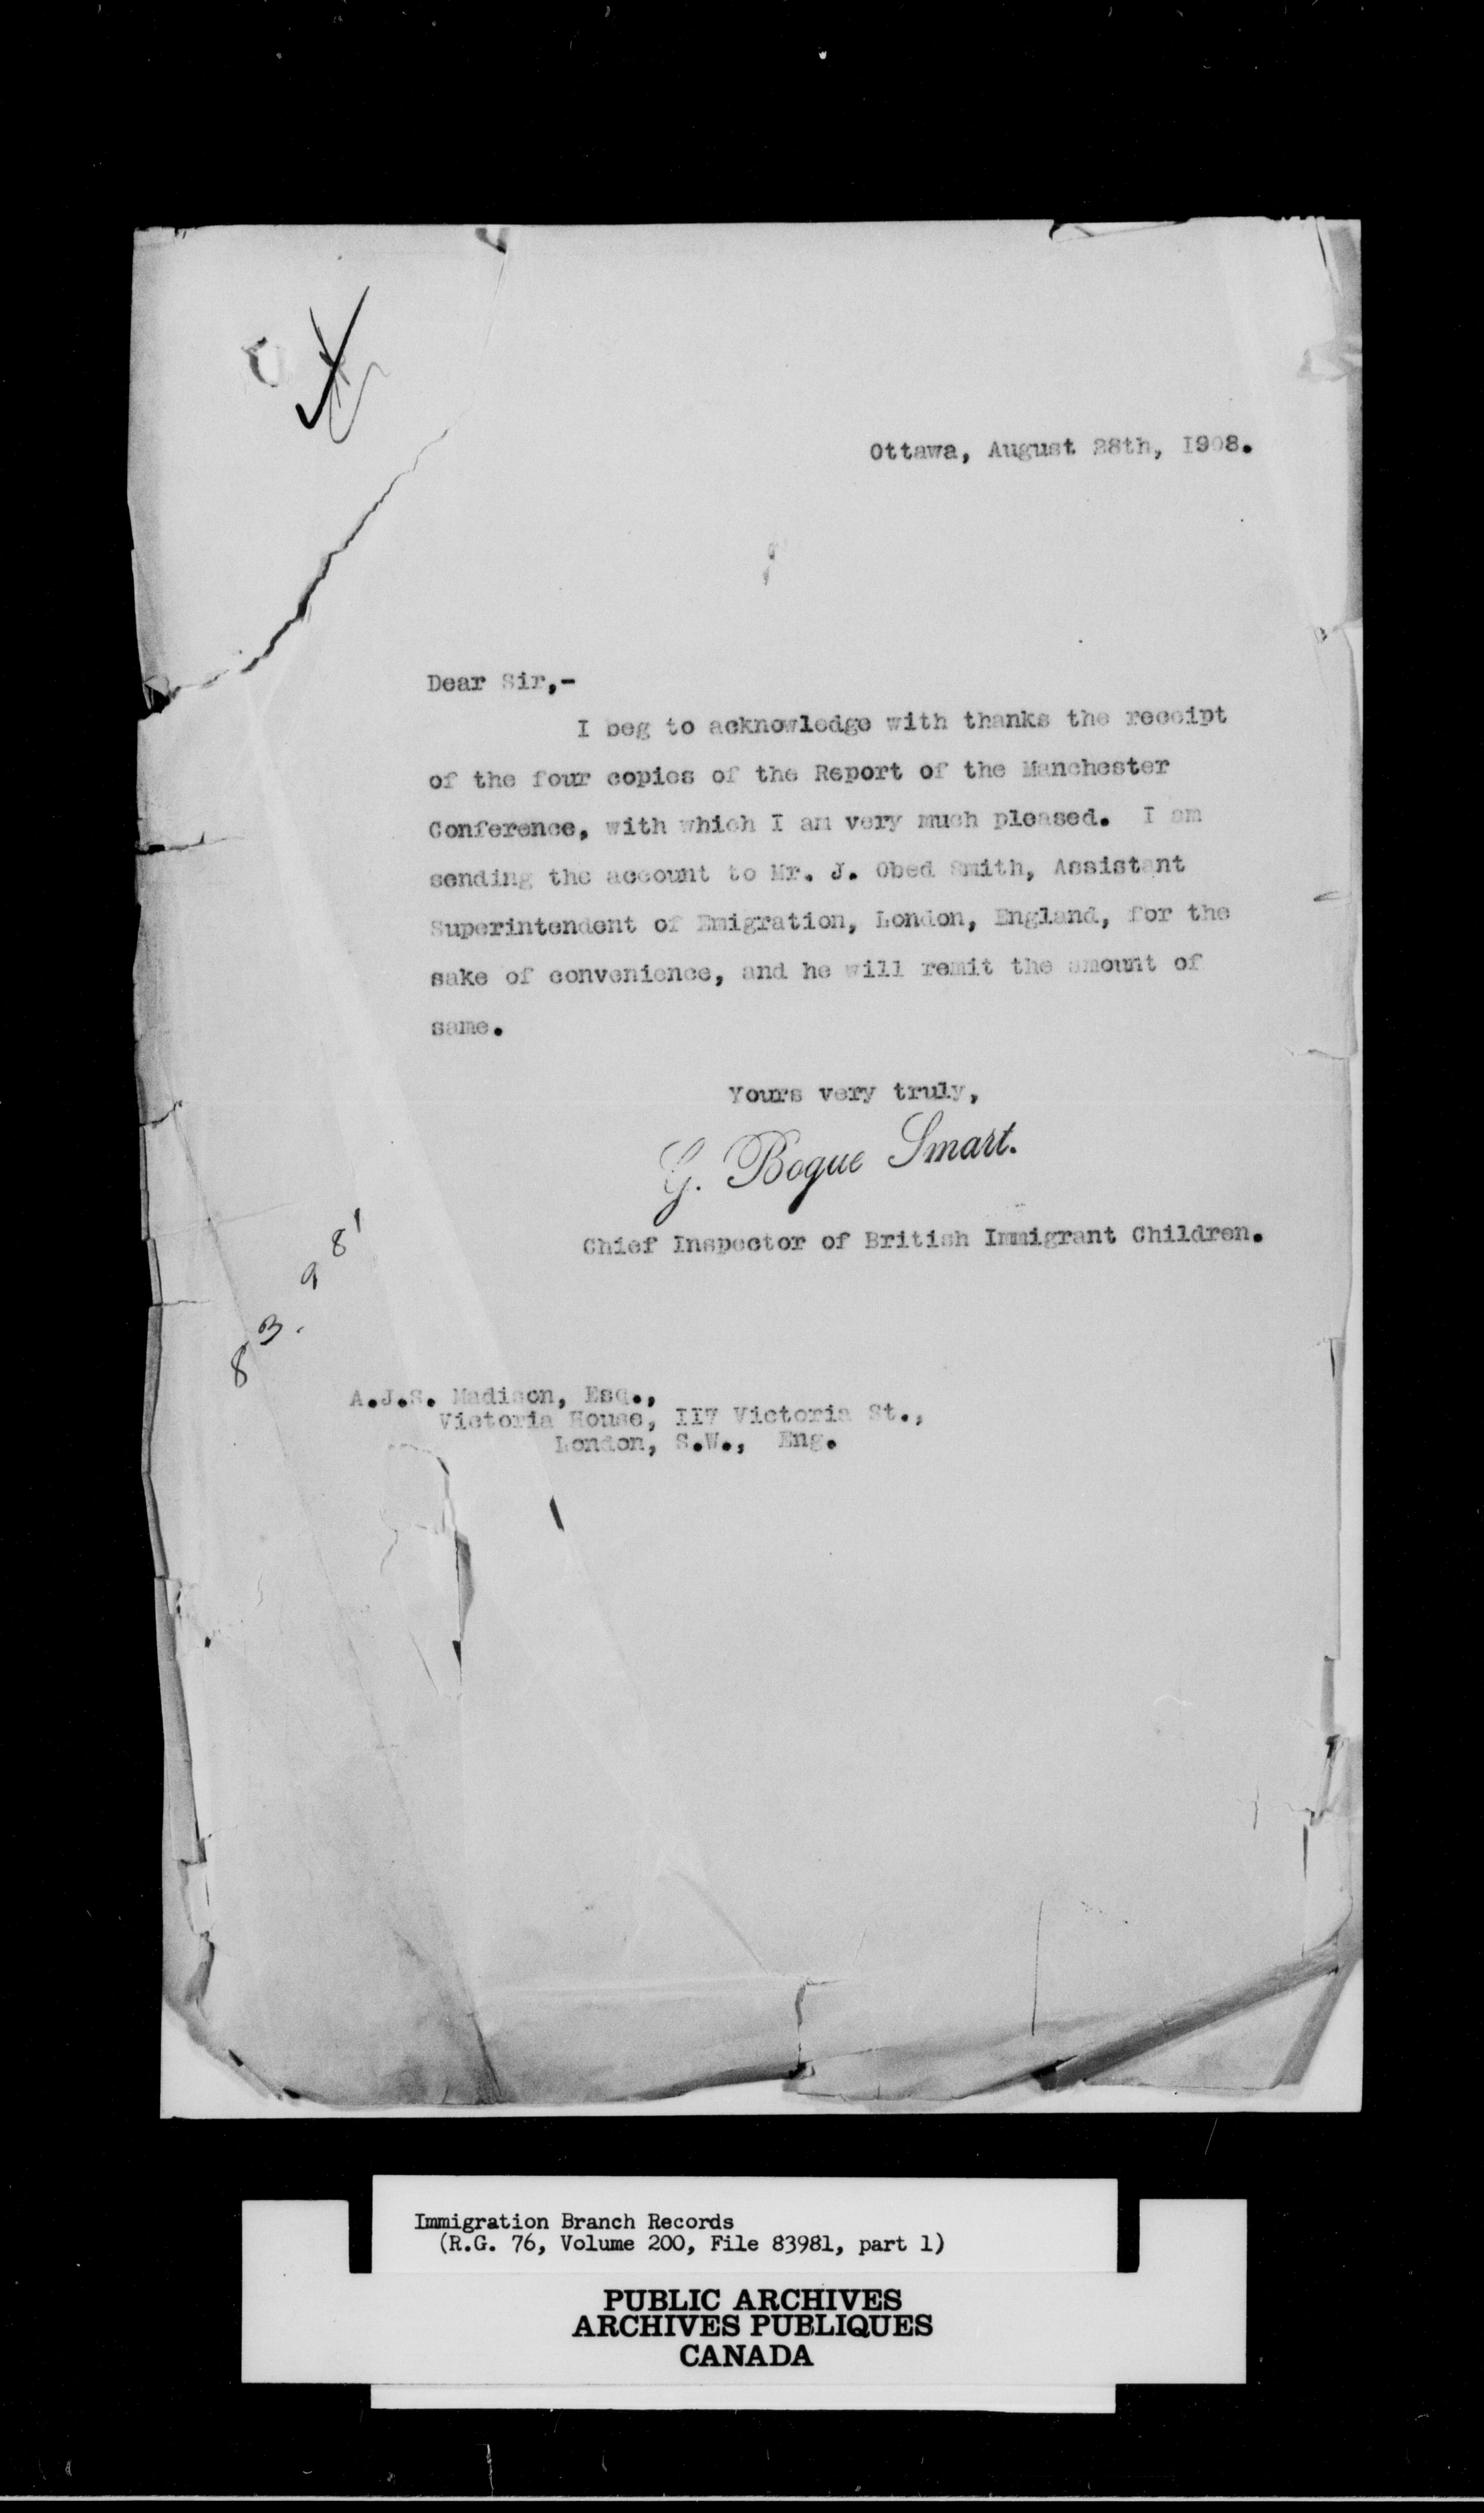 Ottawa, August 28th, I908.
Dear Sir,-
I beg to acknowledge with thanks the receipt
of the four copies of the Report of the Manchester
Conference, with which I am very much pleased. I am
sending the account to Mr. J. Obed Smith, Assistant
Superintendent of Emigration, London, England, for the
sake of convenience, and he will remit the amount of
same.
Yours very truly,
G. Bogue Smart.
Chief Inspector of British Immigrant Children.
83981
A.J.S. Madison, Esq.,
Victoria House, II7 Victoria St.,
London, S.W., Eng.
Immigration Branch Records
(R.G. 76, Volume 200, File 83981, part 1)
PUBLIC ARCHIVES
ARCHIVES PUBLIQUES
CANADA